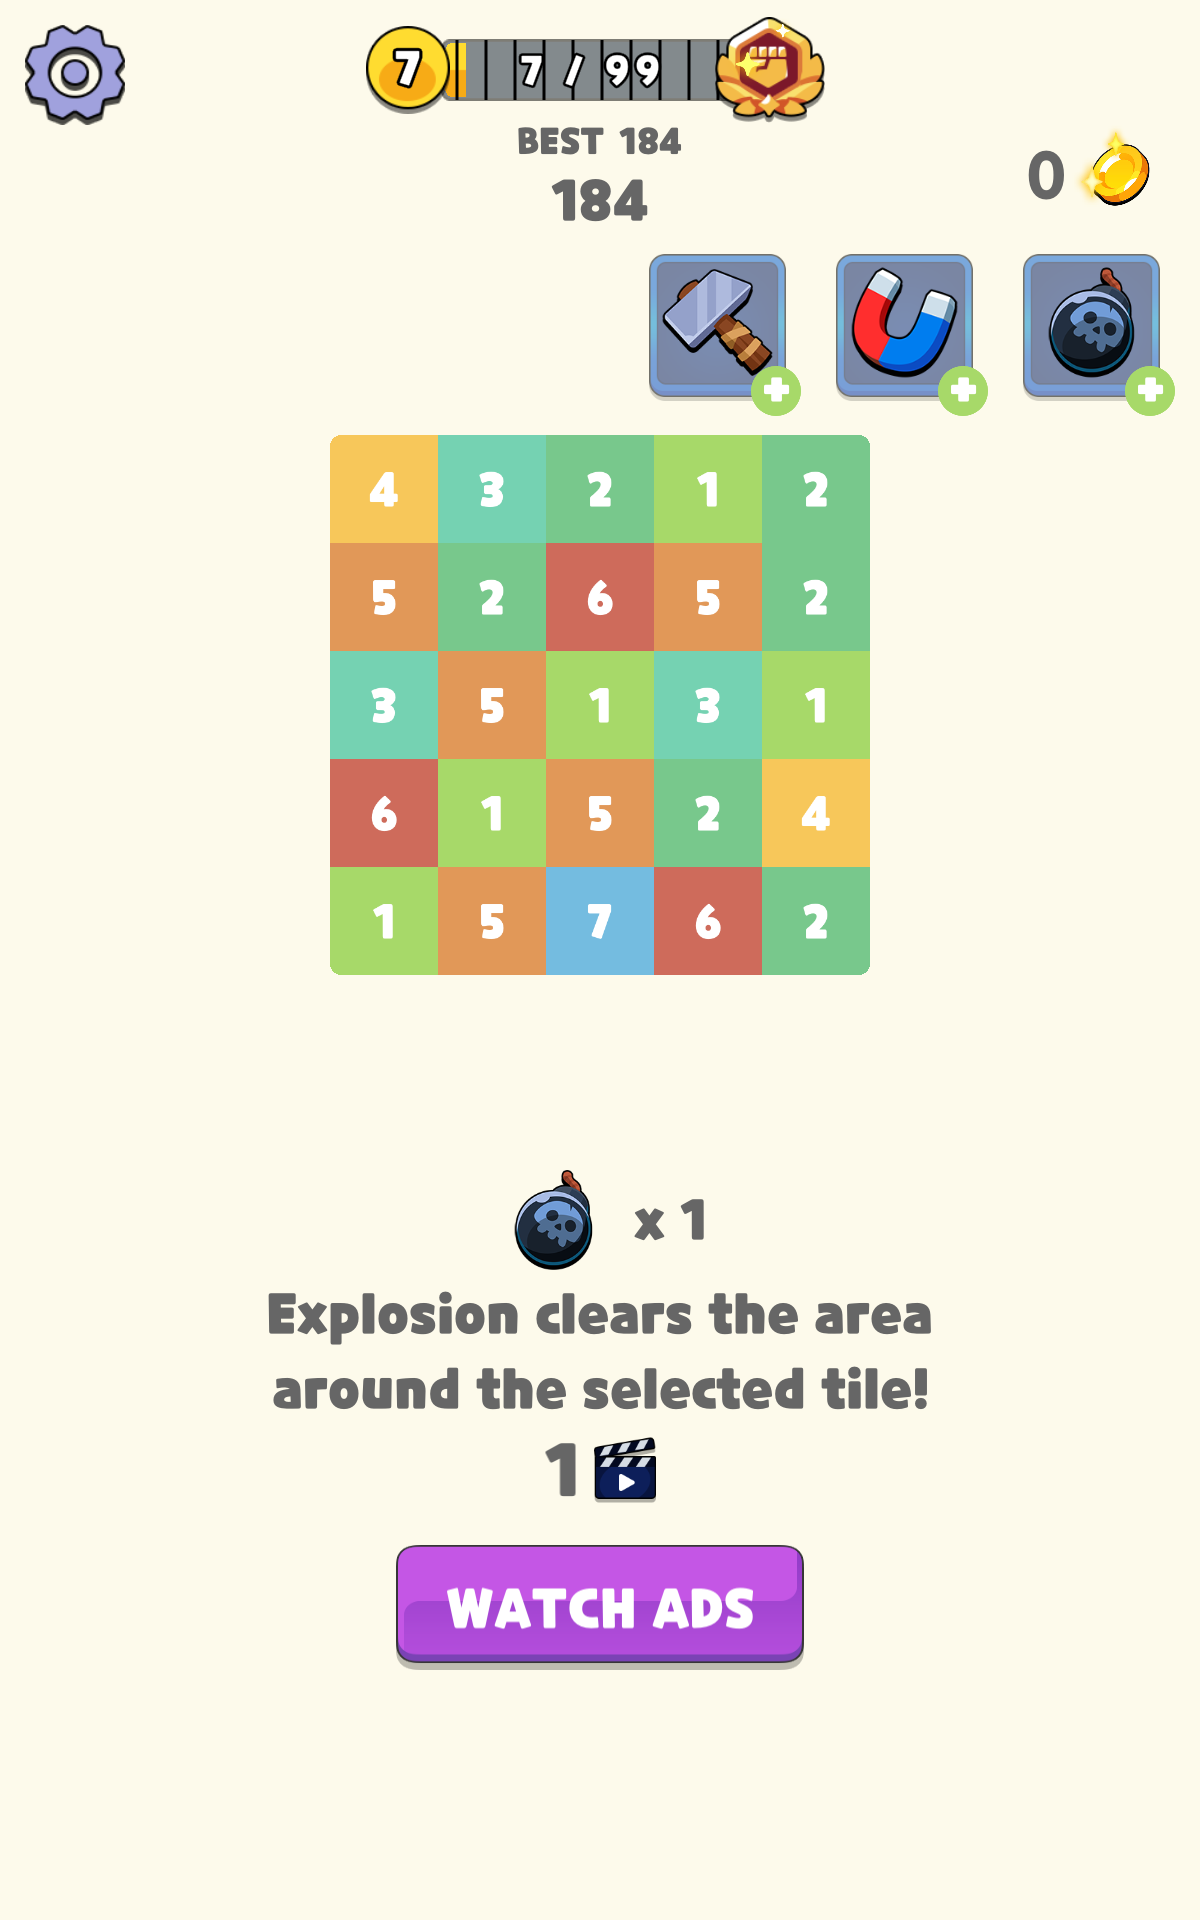 7 7 / 99
BEST 184
184
0
4 3 2 1 2
5 2 6 5 2
3 5 1 3 1
6 1 5 2 4
1 5 7 6 2
x 1
Explosion clears the area
around the selected tile!
1
WATCH ADS